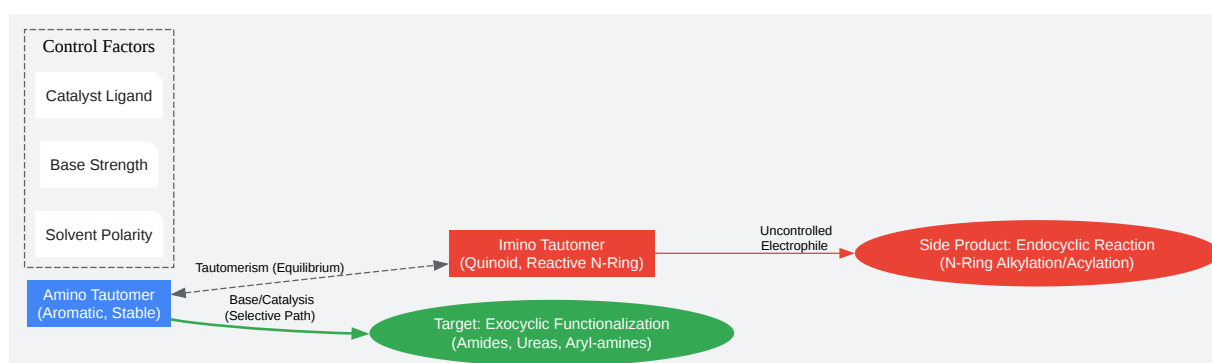 Control Factors
Catalyst Ligand
Base Strength
Solvent Polarity
Amino Tautomer
(Aromatic, Stable)
Tautomerism (Equilibrium)
Base/Catalysis
(Selective Path)
Imino Tautomer
(Quinoid, Reactive N-Ring)
Target: Exocyclic Functionalization
(Amides, Ureas, Aryl-amines)
Uncontrolled
Electrophile
Side Product: Endocyclic Reaction
(N-Ring Alkylation/Acylation)